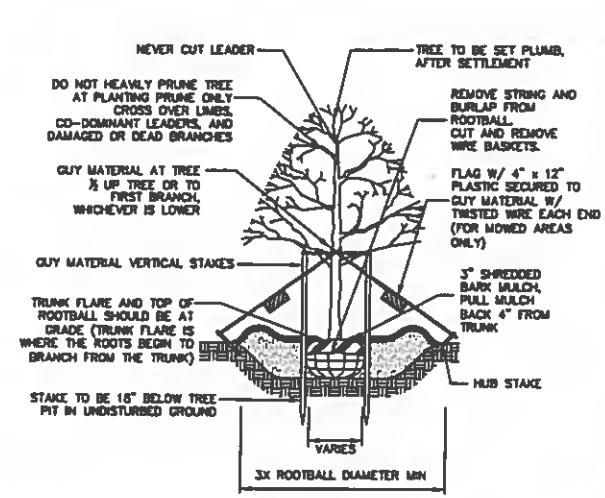 NEVER CUT LEADER
DO NOT HEAVILY PRUNE TREE
AT PLANTING PRUNE ONLY
CROSS OVER LIMBS,
CO-DOMINANT LEADERS, AND
DAMAGED OR DEAD BRANCHES
GUY MATERIAL AT TREE
⅓ UP TREE OR TO
FIRST BRANCH,
WHICHEVER IS LOWER
GUY MATERIAL VERTICAL STAKES
TRUNK FLARE AND TOP OF
ROOTBALL SHOULD BE AT
GRADE (TRUNK FLARE IS
WHERE THE ROOTS BEGIN TO
BRANCH FROM THE TRUNK)
STAKE TO BE 18" BELOW TREE
PIT IN UNDISTURBED GROUND
TREE TO BE SET PLUMB,
AFTER SETTLEMENT
REMOVE STRING AND
BURLAP FROM
ROOTBALL.
CUT AND REMOVE
WIRE BASKETS.
FLAG W/ 4" x 12"
PLASTIC SECURED TO
GUY MATERIAL W/
TWISTED WIRE EACH END
(FOR MOWED AREAS
ONLY)
3" SHREDDED
BARK MULCH,
PULL MULCH
BACK 4" FROM
TRUNK
HUB STAKE
VARIES
3X ROOTBALL DIAMETER MIN